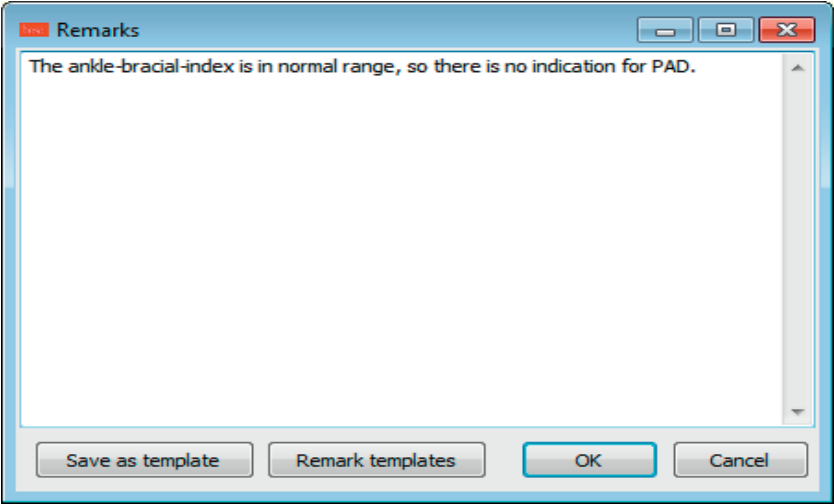 Remarks
The ankle-bracial-index is in normal range, so there is no indication for PAD.
Save as template Remark templates OK Cancel